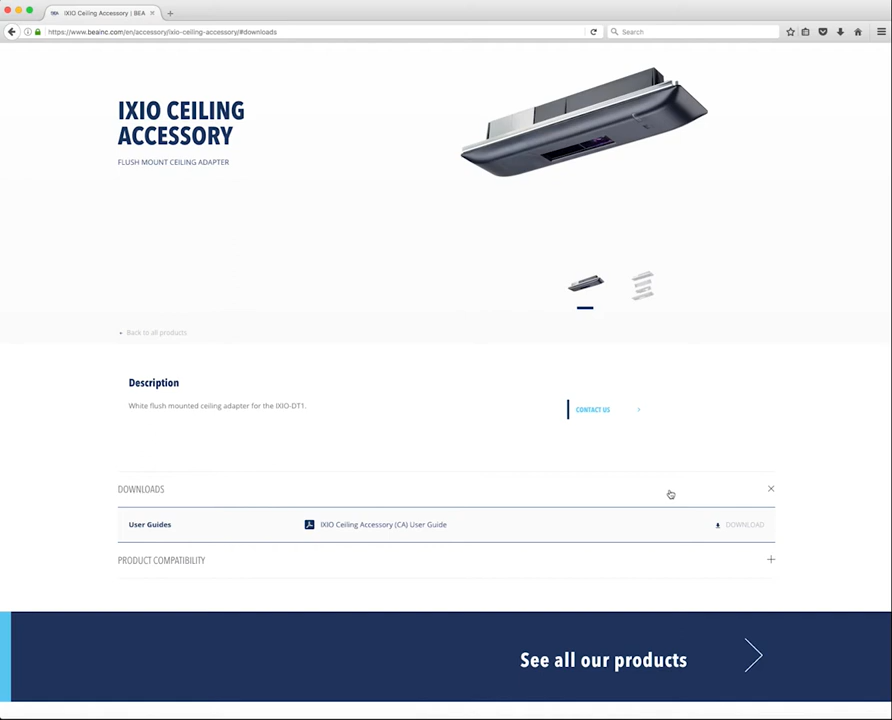 BEA IXIO Ceiling Accessory | BEA
https://www.beainc.com/en/accessory/ixio-ceiling-accessory/#downloads
Search
IXIO CEILING
ACCESSORY
FLUSH MOUNT CEILING ADAPTER
Back to all products
Description
White flush mounted ceiling adapter for the IXIO-DT1.
CONTACT US
DOWNLOADS
User Guides IXIO Ceiling Accessory (CA) User Guide DOWNLOAD
PRODUCT COMPATIBILITY
See all our products